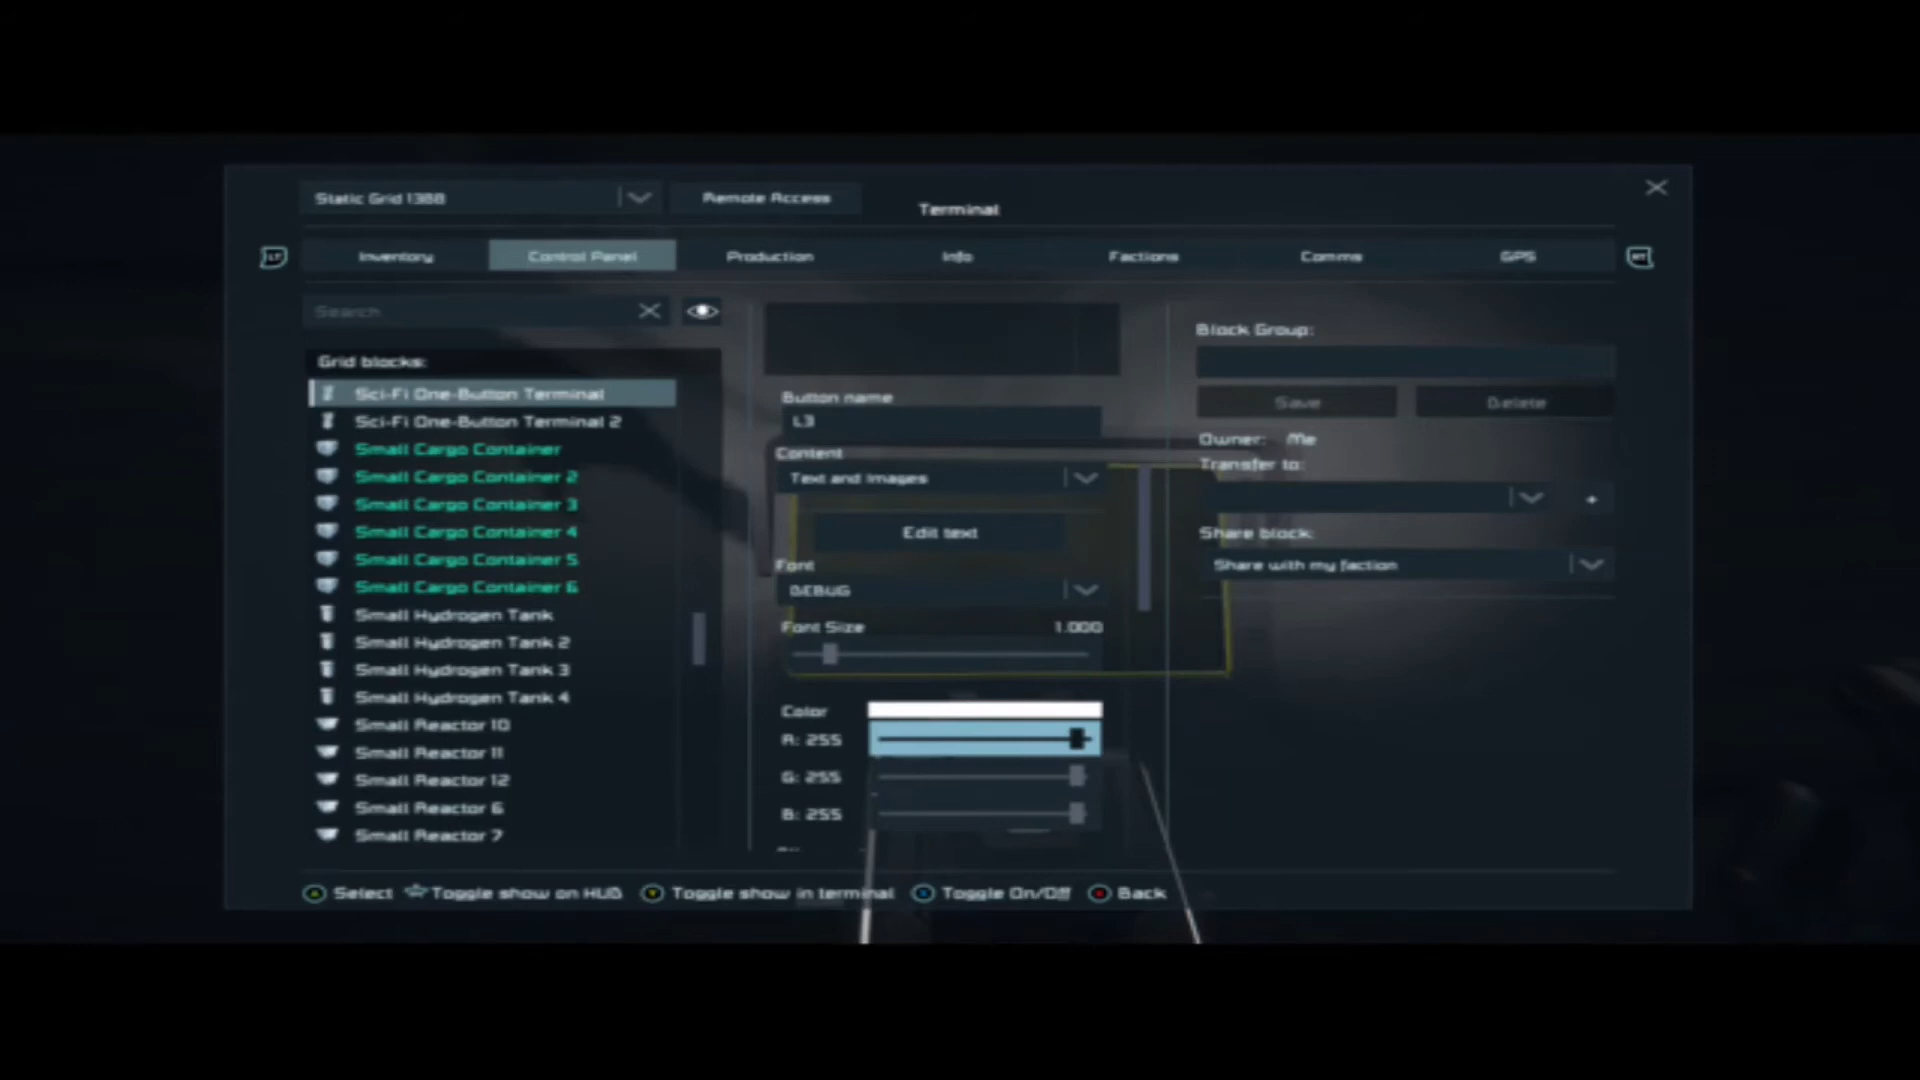 Static Grid 1388
Remote Access
Terminal
LT
Inventory
Control Panel
Production
Info
Factions
Comms
GPS
RT
Search
Grid blocks:
Sci-Fi One-Button Terminal
Sci-Fi One-Button Terminal 2
Small Cargo Container
Small Cargo Container 2
Small Cargo Container 3
Small Cargo Container 4
Small Cargo Container 5
Small Cargo Container 6
Small Hydrogen Tank
Small Hydrogen Tank 2
Small Hydrogen Tank 3
Small Hydrogen Tank 4
Small Reactor 10
Small Reactor 11
Small Reactor 12
Small Reactor 6
Small Reactor 7
Button name
L3
Content
Text and Images
Edit text
Font
DEBUG
Font Size 1.000
Color
R: 255
G: 255
B: 255
Block Group:
Save
Delete
Owner: Me
Transfer to:
Share block:
Share with my faction
A Select Toggle show on HUD Y Toggle show in terminal X Toggle On/Off B Back